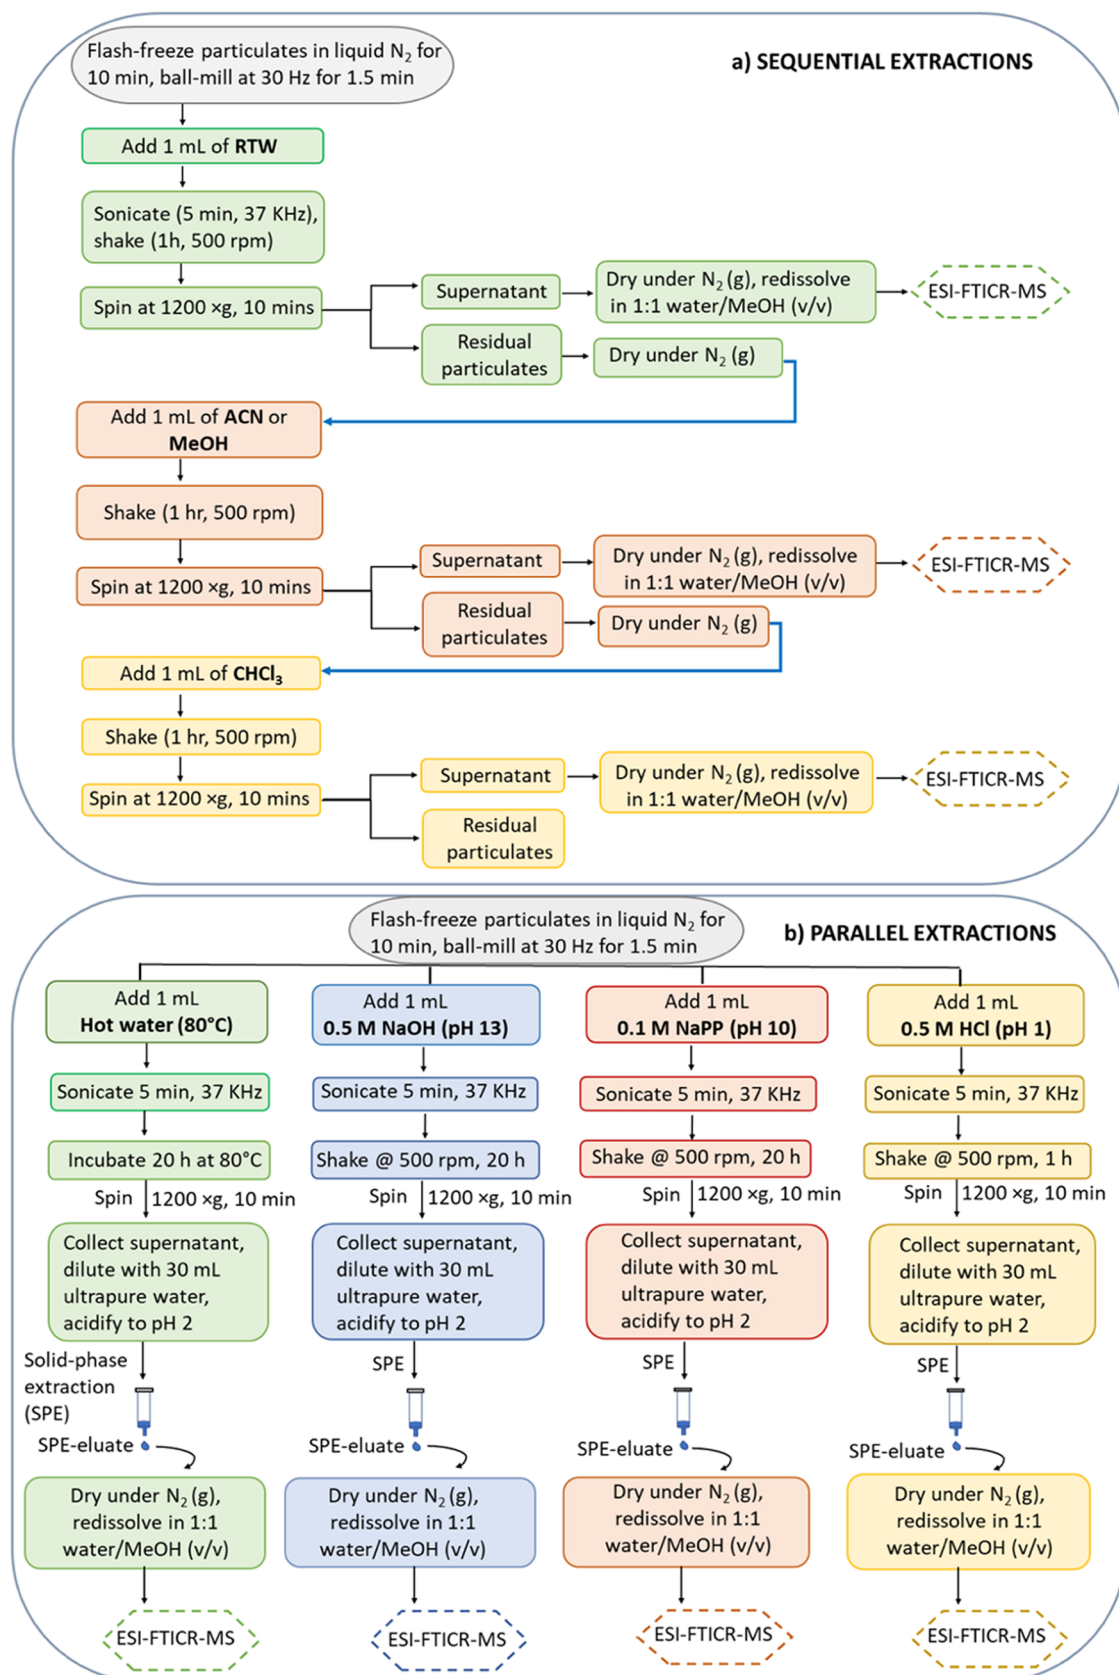 Flash-freeze particulates in liquid N2 for
10 min, ball-mill at 30 Hz for 1.5 min
a) SEQUENTIAL EXTRACTIONS
Add 1 mL of RTW
Sonicate (5 min, 37 KHz),
shake (1h, 500 rpm)
Spin at 1200 ×g, 10 mins
Supernatant
Dry under N2 (g), redissolve
in 1:1 water/MeOH (v/v)
ESI-FTICR-MS
Residual
particulates
Dry under N2 (g)
Add 1 mL of ACN or
MeOH
Shake (1 hr, 500 rpm)
Spin at 1200 ×g, 10 mins
Supernatant
Dry under N2 (g), redissolve
in 1:1 water/MeOH (v/v)
ESI-FTICR-MS
Residual
particulates
Dry under N2 (g)
Add 1 mL of CHCl3
Shake (1 hr, 500 rpm)
Spin at 1200 ×g, 10 mins
Supernatant
Dry under N2 (g), redissolve
in 1:1 water/MeOH (v/v)
ESI-FTICR-MS
Residual
particulates
Flash-freeze particulates in liquid N2 for
10 min, ball-mill at 30 Hz for 1.5 min
b) PARALLEL EXTRACTIONS
Add 1 mL
Hot water (80°C)
Sonicate 5 min, 37 KHz
Incubate 20 h at 80°C
Spin 1200 ×g, 10 min
Collect supernatant,
dilute with 30 mL
ultrapure water,
acidify to pH 2
Solid-phase
extraction
(SPE)
SPE-eluate
Dry under N2 (g),
redissolve in 1:1
water/MeOH (v/v)
ESI-FTICR-MS
Add 1 mL
0.5 M NaOH (pH 13)
Sonicate 5 min, 37 KHz
Shake @ 500 rpm, 20 h
Spin 1200 ×g, 10 min
Collect supernatant,
dilute with 30 mL
ultrapure water,
acidify to pH 2
SPE
SPE-eluate
Dry under N2 (g),
redissolve in 1:1
water/MeOH (v/v)
ESI-FTICR-MS
Add 1 mL
0.1 M NaPP (pH 10)
Sonicate 5 min, 37 KHz
Shake @ 500 rpm, 20 h
Spin 1200 ×g, 10 min
Collect supernatant,
dilute with 30 mL
ultrapure water,
acidify to pH 2
SPE
SPE-eluate
Dry under N2 (g),
redissolve in 1:1
water/MeOH (v/v)
ESI-FTICR-MS
Add 1 mL
0.5 M HCl (pH 1)
Sonicate 5 min, 37 KHz
Shake @ 500 rpm, 1 h
Spin 1200 ×g, 10 min
Collect supernatant,
dilute with 30 mL
ultrapure water,
acidify to pH 2
SPE
SPE-eluate
Dry under N2 (g),
redissolve in 1:1
water/MeOH (v/v)
ESI-FTICR-MS